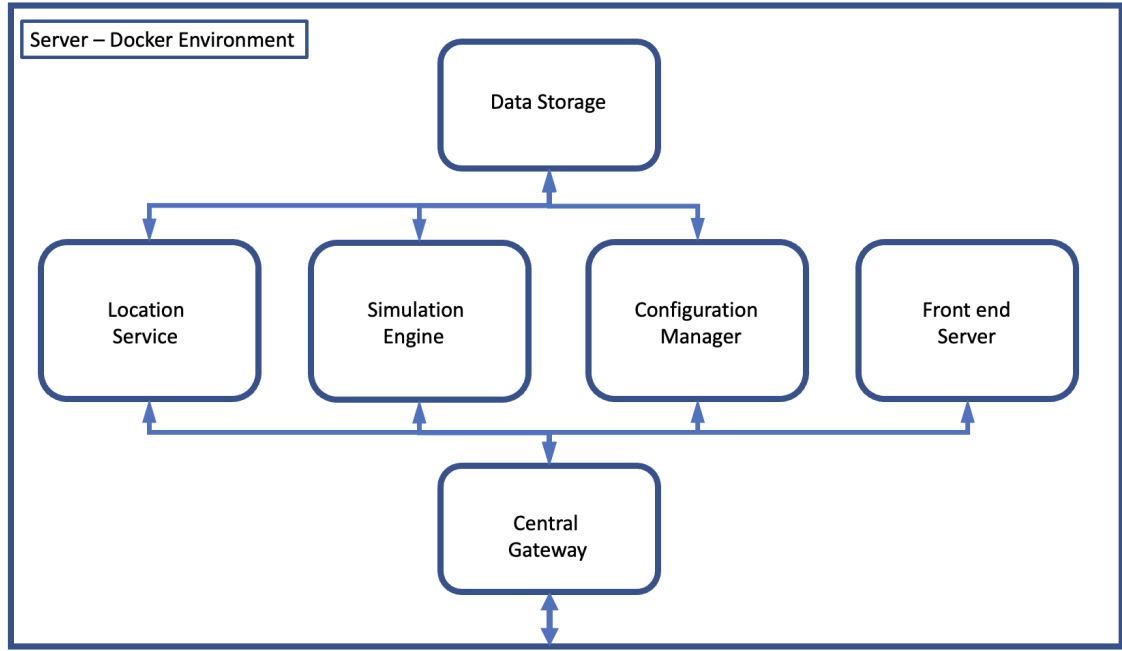 Server – Docker Environment
Data Storage
Location
Service
Simulation
Engine
Configuration
Manager
Front end
Server
Central
Gateway